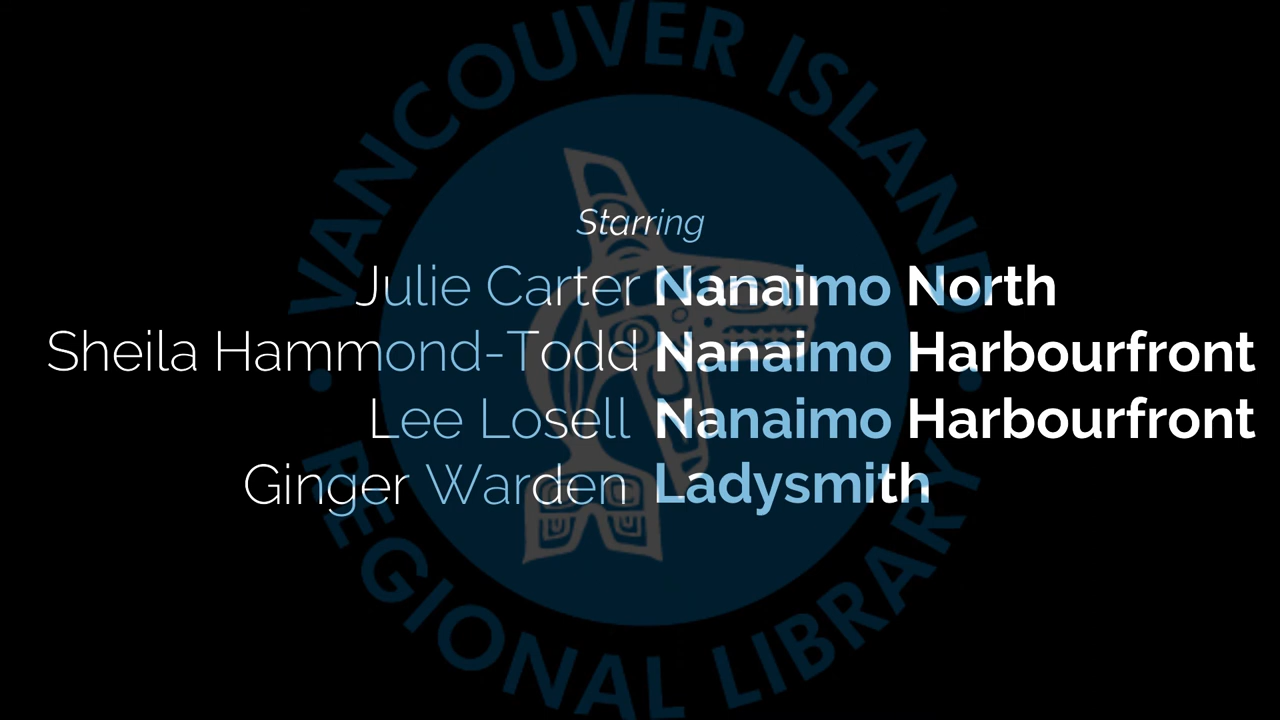 VANCOUVER ISLAND
Starring
Julie Carter Nanaimo North
Sheila Hammond-Todd Nanaimo Harbourfront
Lee Losell Nanaimo Harbourfront
Ginger Warden Ladysmith
REGIONAL LIBRARY